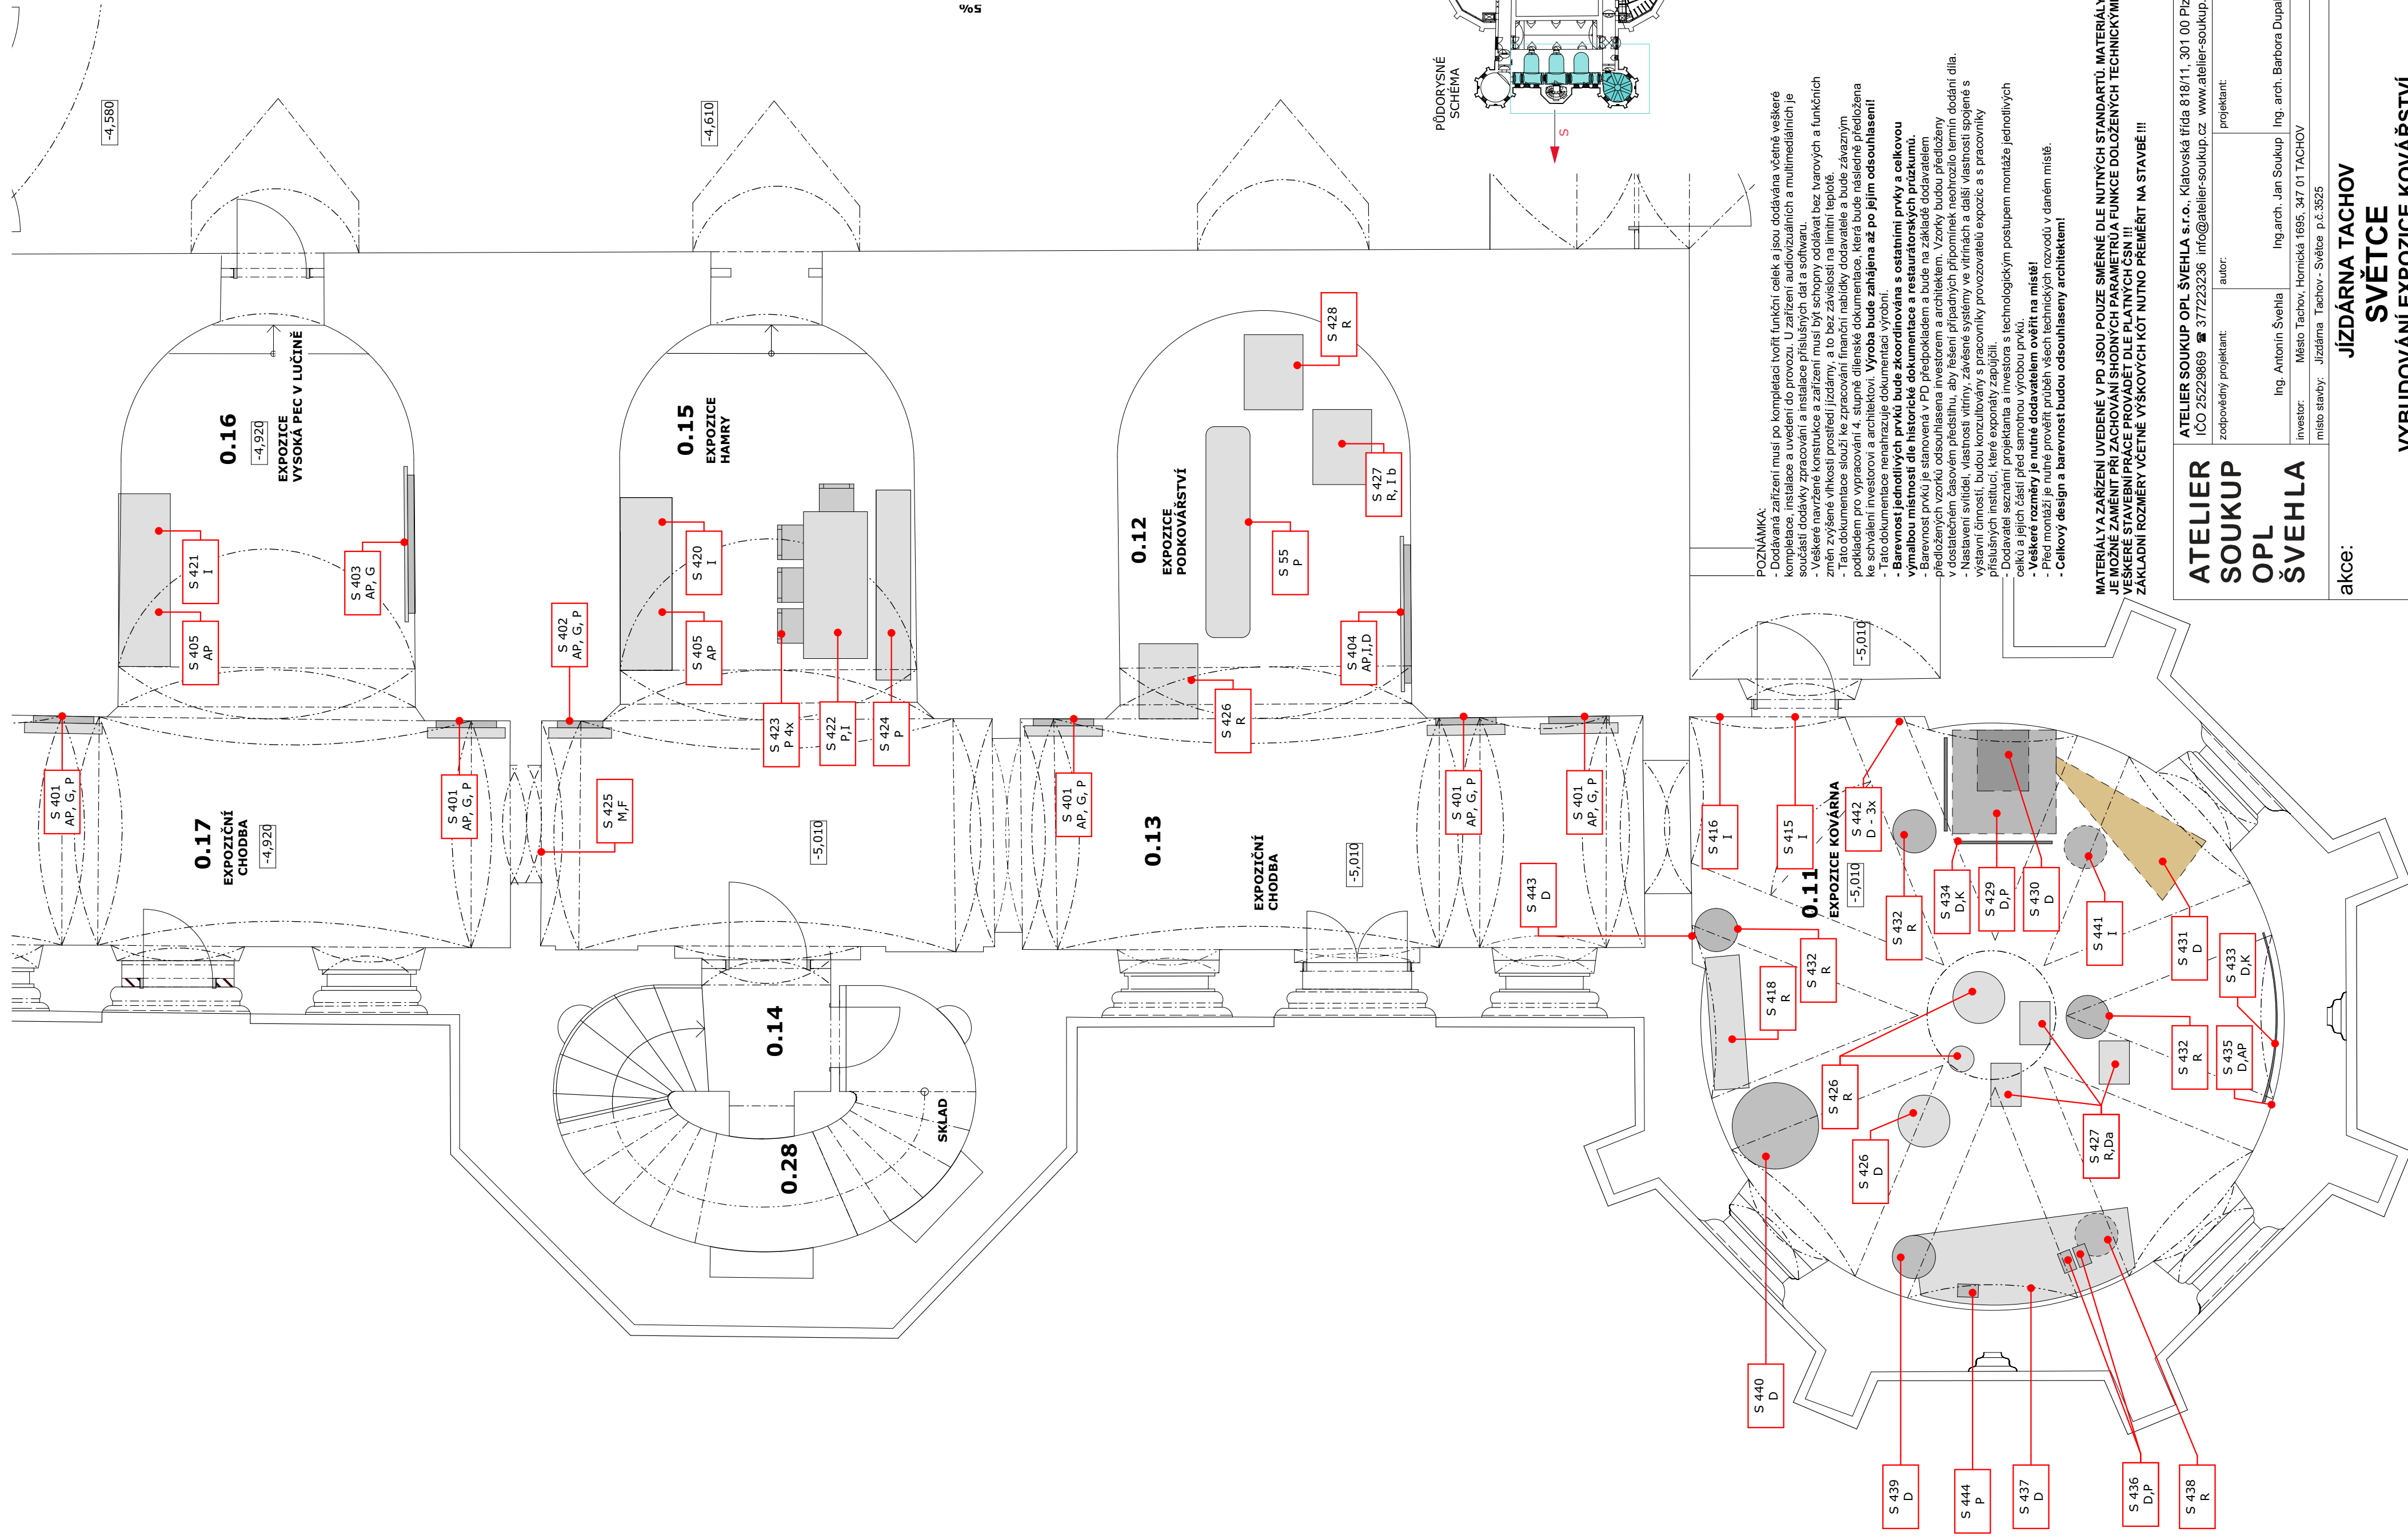 5%
-4,580
-4,610
PŮDORYSNÉ
SCHÉMA
S
0.16
-4,920
EXPOZICE
VYSOKÁ PEC V LUČINĚ
S 421
I
S 405
AP
S 403
AP, G
0.15
EXPOZICE
HAMRY
S 420
I
S 405
AP
S 402
AP, G, P
S 423
P 4x
S 422
P,I
S 424
P
0.12
EXPOZICE
PODKOVÁŘSTVÍ
S 428
R
S 427
R, I b
S 55
P
S 404
AP,I,D
S 426
R
0.17
EXPOZIČNÍ
CHODBA
-4,920
S 401
AP, G, P
S 401
AP, G, P
S 425
M,F
-5,010
S 401
AP, G, P
0.13
EXPOZIČNÍ
CHODBA
-5,010
S 401
AP, G, P
S 401
AP, G, P
S 443
D
0.14
0.28
SKLAD
-5,010
S 416
I
S 415
I
S 442
D - 3x
0.11
EXPOZICE KOVÁRNA
-5,010
S 432
R
S 434
D,K
S 429
D,P
S 430
D
S 441
I
S 431
D
S 433
D,K
S 418
R
S 432
R
S 426
R
S 432
R
S 435
D,AP
S 426
D
S 427
R,Da
S 440
D
S 439
D
S 444
P
S 437
D
S 436
D,P
S 438
R
POZNÁMKA:
- Dodávaná zařízení musí po kompletaci tvořit funkční celek a jsou dodávána včetně veškeré
kompletace, instalace a uvedení do provozu. U zařízení audiovizuálních a multimediálních je
součástí dodávky zpracování a instalace příslušných dat a softwaru.
- Veškeré navržené konstrukce a zařízení musí být schopny odolávat bez tvarových a funkčních
změn zvýšené vlhkosti prostředí jízdárny, a to bez závislosti na limitní teplotě.
- Tato dokumentace slouží ke zpracování finanční nabídky dodavatele a bude závazným
podkladem pro vypracování 4. stupně dílenské dokumentace, která bude následně předložena
ke schválení investorovi a architektovi. Výroba bude zahájena až po jejím odsouhlasení!
- Tato dokumentace nenahrazuje dokumentaci výrobní.
- Barevnost jednotlivých prvků bude zkoordinována s ostatními prvky a celkovou
výmalbou místností dle historické dokumentace a restaurátorských průzkumů.
- Barevnost prvků je stanovená v PD předpokladem a bude na základě dodavatelem
předložených vzorků odsouhlasena investorem a architektem. Vzorky budou předloženy
v dostatečném časovém předstihu, aby řešení případných připomínek neohrozilo termín dodání díla.
- Nastavení svítidel, vlastnosti vitríny, závěsné systémy ve vitrínách a další vlastnosti spojené s
výstavní činností, budou konzultovány s pracovníky provozovatelů expozic a s pracovníky
příslušných institucí, které exponáty zapůjčili.
- Dodavatel seznámí projektanta a investora s technologickým postupem montáže jednotlivých
celků a jejich částí před samotnou výrobou prvků.
- Veškeré rozměry je nutné dodavatelem ověřit na místě!
- Před montáží je nutné prověřit průběh všech technických rozvodů v daném místě.
- Celkový design a barevnost budou odsouhlaseny architektem!
MATERIÁLY A ZAŘÍZENÍ UVEDENÉ V PD JSOU POUZE SMĚRNÉ DLE NUTNÝCH STANDARTŮ. MATERIÁLY
JE MOŽNÉ ZAMĚNIT PŘI ZACHOVÁNÍ SHODNÝCH PARAMETRŮ A FUNKCE DOLOŽENÝCH TECHNICKÝMI
VEŠKERÉ STAVEBNÍ PRÁCE PROVÁDĚT DLE PLATNÝCH ČSN !!!
ZÁKLADNÍ ROZMĚRY VČETNĚ VÝŠKOVÝCH KÓT NUTNO PŘEMĚŘIT NA STAVBĚ !!!
ATELIER
SOUKUP
OPL
ŠVEHLA
ATELIER SOUKUP OPL ŠVEHLA s.r.o., Klatovská třída 818/11, 301 00 Plz
IČO 25229869 ☎ 377223236 info@atelier-soukup.cz www.atelier-soukup.
zodpovědný projektant:
autor:
projektant:
Ing. Antonín Švehla
Ing.arch. Jan Soukup
Ing. arch. Barbora Dupal
investor: Město Tachov, Hornická 1695, 347 01 TACHOV
místo stavby: Jízdárna Tachov - Světce p.č.3525
akce:
JÍZDÁRNA TACHOV
SVĚTCE
VYBUDOVÁNÍ EXPOZICE KOVÁŘSTVÍ